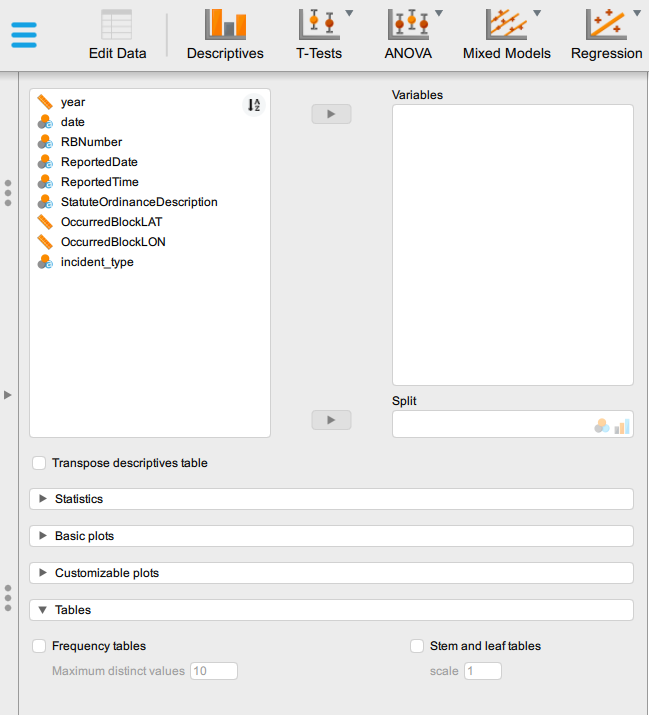 Edit Data
Descriptives
T-Tests
ANOVA
Mixed Models
Regression
year
date
RBNumber
ReportedDate
ReportedTime
StatuteOrdinanceDescription
OccurredBlockLAT
OccurredBlockLON
incident_type
Variables
Split
Transpose descriptives table
Statistics
Basic plots
Customizable plots
Tables
Frequency tables
Stem and leaf tables
Maximum distinct values 10
scale 1